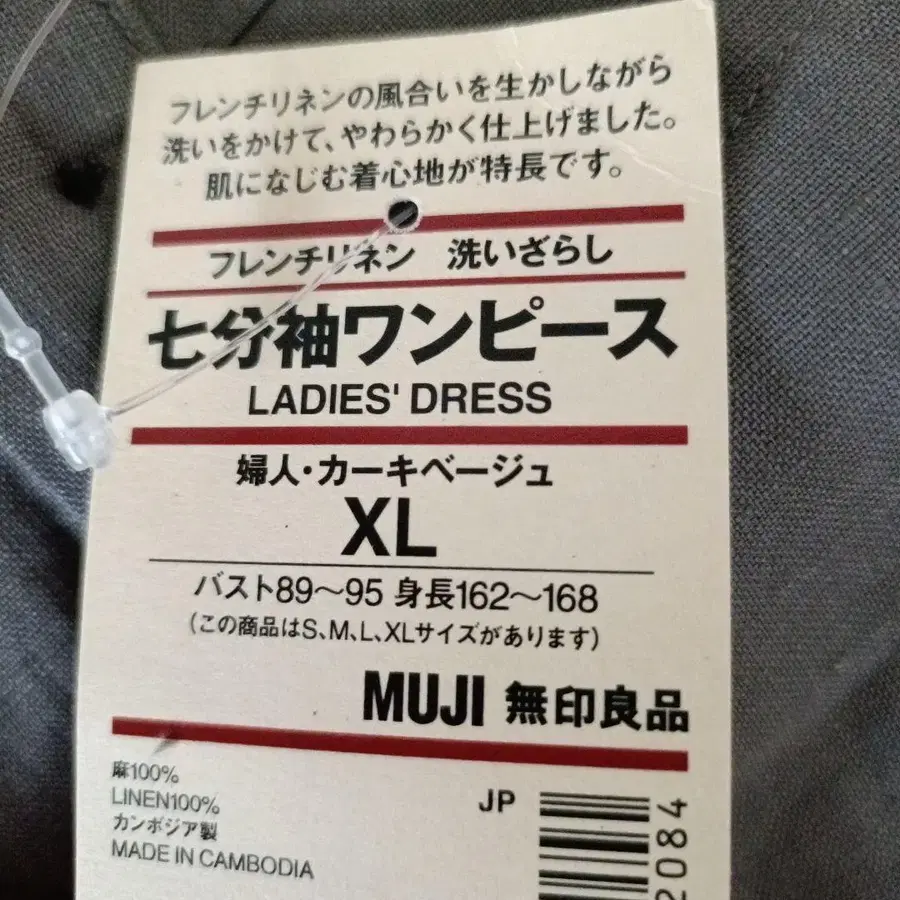 フレンチリネンの風合いを生かしながら
洗いをかけて、やわらかく仕上げました。
肌になじむ着心地が特長です。
フレンチリネン 洗いざらし
七分袖ワンピース
LADIES' DRESS
婦人・カーキベージュ
XL
バスト89〜95 身長162〜168
(この商品はS、M、L、XLサイズがあります)
MUJI 無印良品
麻100%
LINEN100%
カンボジア製
MADE IN CAMBODIA
JP
2084